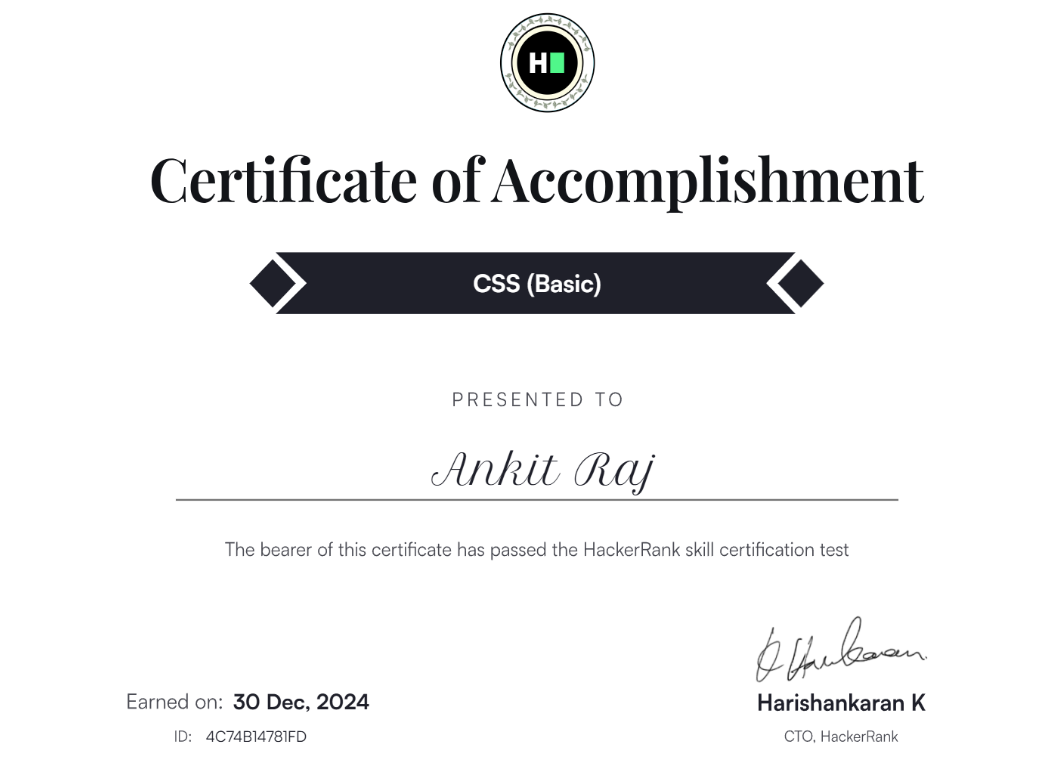 H
Certificate of Accomplishment
CSS (Basic)
PRESENTED TO
Ankit Raj
The bearer of this certificate has passed the HackerRank skill certification test
Earned on: 30 Dec, 2024
ID: 4C74B14781FD
Harishankaran K
CTO, HackerRank